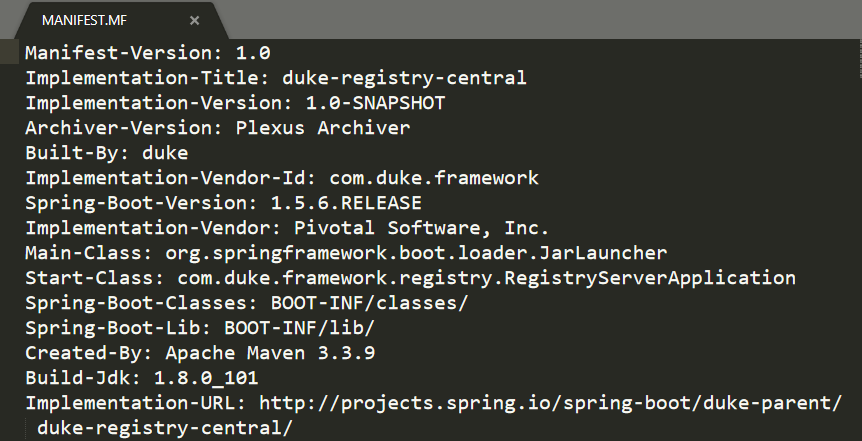 MANIFEST.MF ×
Manifest-Version: 1.0
Implementation-Title: duke-registry-central
Implementation-Version: 1.0-SNAPSHOT
Archiver-Version: Plexus Archiver
Built-By: duke
Implementation-Vendor-Id: com.duke.framework
Spring-Boot-Version: 1.5.6.RELEASE
Implementation-Vendor: Pivotal Software, Inc.
Main-Class: org.springframework.boot.loader.JarLauncher
Start-Class: com.duke.framework.registry.RegistryServerApplication
Spring-Boot-Classes: BOOT-INF/classes/
Spring-Boot-Lib: BOOT-INF/lib/
Created-By: Apache Maven 3.3.9
Build-Jdk: 1.8.0_101
Implementation-URL: http://projects.spring.io/spring-boot/duke-parent/
duke-registry-central/